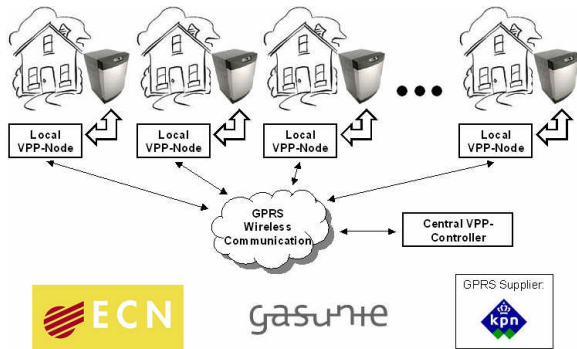 Local
VPP-Node
Local
VPP-Node
Local
VPP-Node
Local
VPP-Node
GPRS
Wireless
Communication
Central VPP-
Controller
ECN
gasunie
GPRS Supplier:
kpn